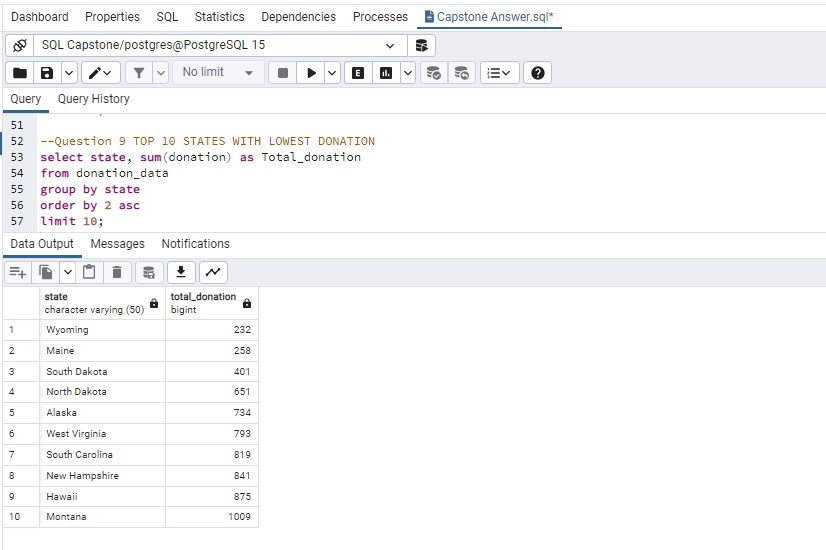 Dashboard Properties SQL Statistics Dependencies Processes Capstone Answer.sql*
SQL Capstone/postgres@PostgreSQL 15
No limit E
Query Query History
51
52 --Question 9 TOP 10 STATES WITH LOWEST DONATION
53 select state, sum(donation) as Total_donation
54 from donation_data
55 group by state
56 order by 2 asc
57 limit 10;
Data Output Messages Notifications
state total_donation
character varying (50) bigint
1 Wyoming 232
2 Maine 258
3 South Dakota 401
4 North Dakota 651
5 Alaska 734
6 West Virginia 793
7 South Carolina 819
8 New Hampshire 841
9 Hawaii 875
10 Montana 1009